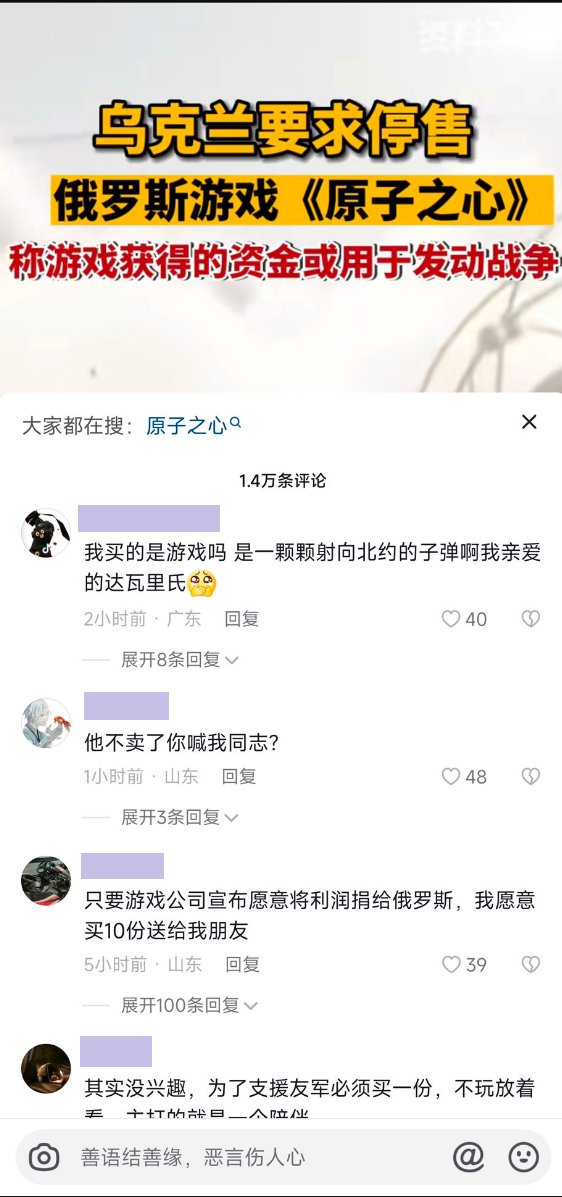 乌克兰要求停售
俄罗斯游戏《原子之心》
称游戏获得的资金或用于发动战争
大家都在搜：原子之心
1.4万条评论
我买的是游戏吗 是一颗颗射向北约的子弹啊我亲爱
的达瓦里氏
2小时前 · 广东 回复 40
展开8条回复
他不卖了你喊我同志？
1小时前 · 山东 回复 48
展开3条回复
只要游戏公司宣布愿意将利润捐给俄罗斯，我愿意
买10份送给我朋友
5小时前 · 山东 回复 39
展开100条回复
其实没兴趣，为了支援友军必须买一份，不玩放着
看，主打的就是一个陪伴
善语结善缘，恶言伤人心